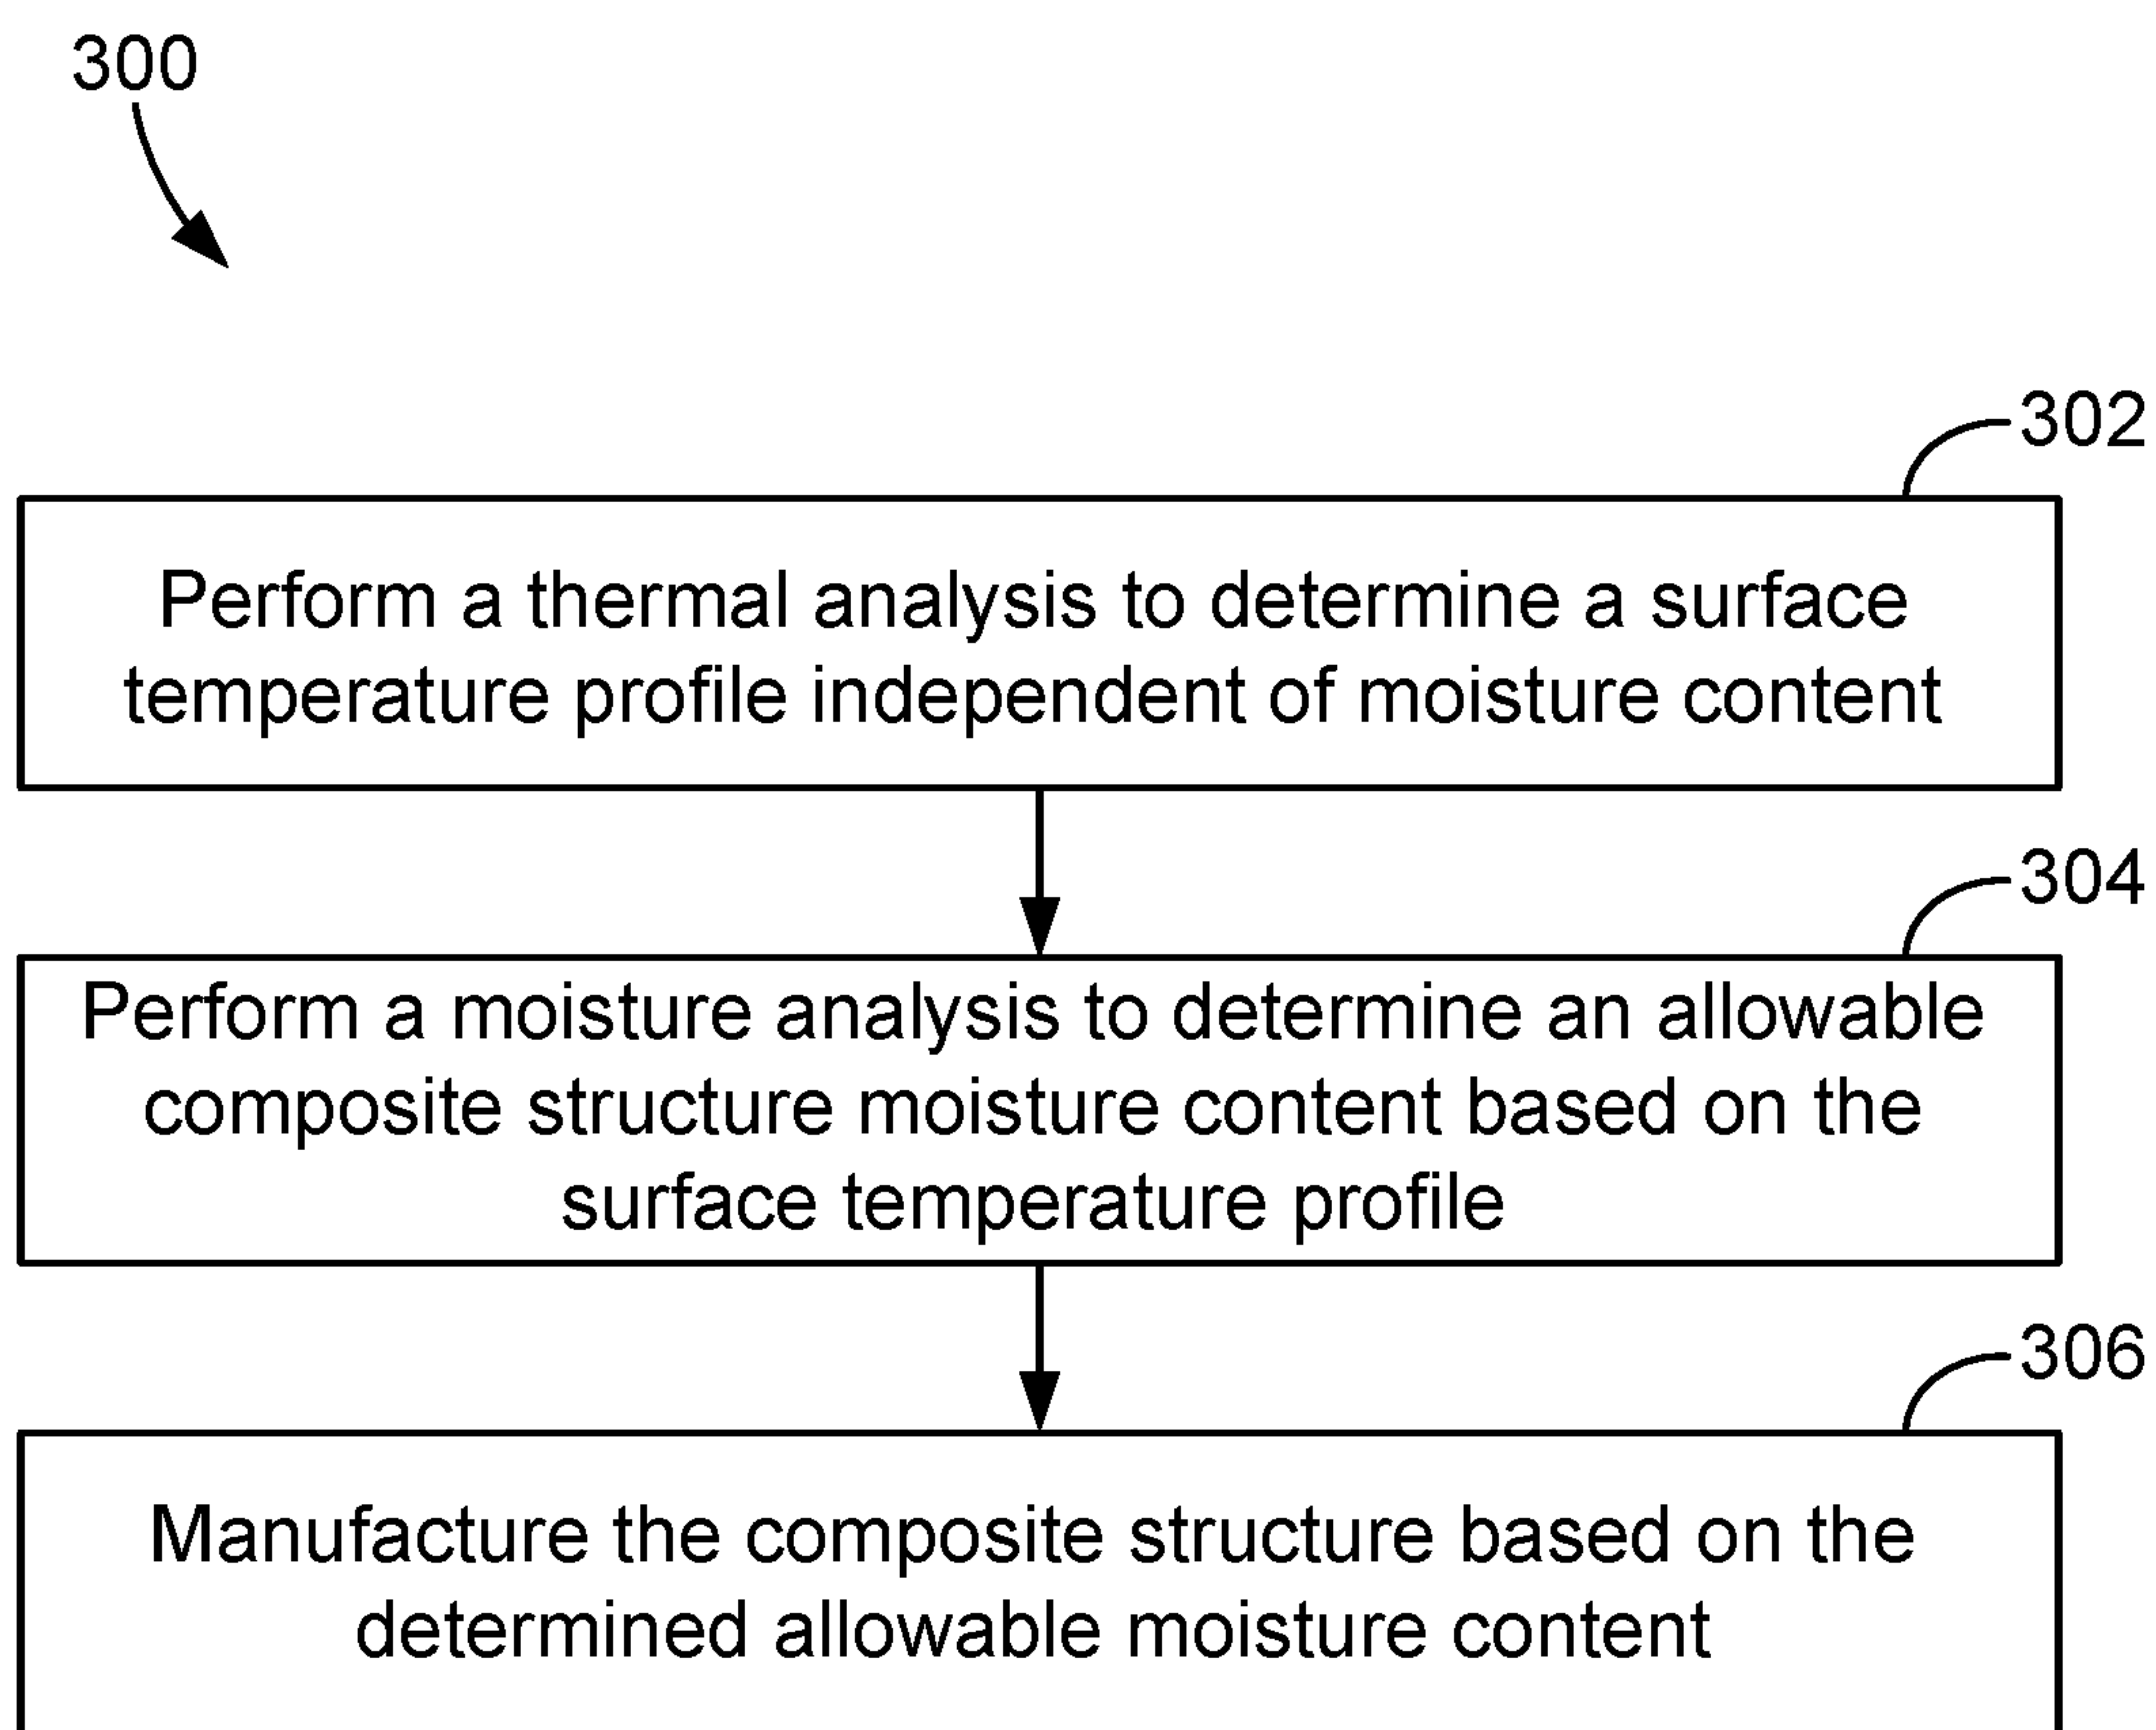 300
302
Perform a thermal analysis to determine a surface
temperature profile independent of moisture content
304
Perform a moisture analysis to determine an allowable
composite structure moisture content based on the
surface temperature profile
306
Manufacture the composite structure based on the
determined allowable moisture content